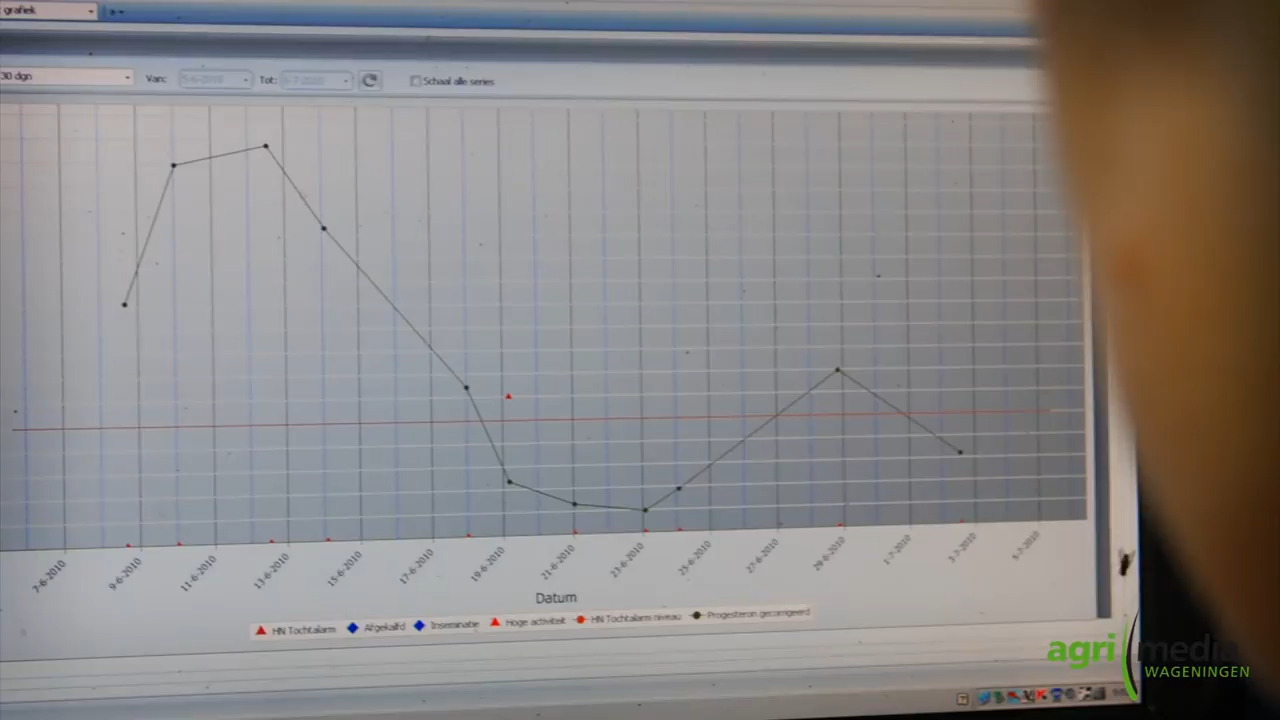 grafiek
30 dgn Van: 5-6-2010 Tot: 5-7-2010 Schaal alle series
7-6-2010 9-6-2010 11-6-2010 13-6-2010 15-6-2010 17-6-2010 19-6-2010 21-6-2010 23-6-2010 25-6-2010 27-6-2010 29-6-2010 1-7-2010 3-7-2010 5-7-2010
Datum
HN Tochtalarm Afgekalfd Inseminatie Hoge activiteit HN Tochtalarm niveau Progesteron gecorrigeerd
agri media
WAGENINGEN